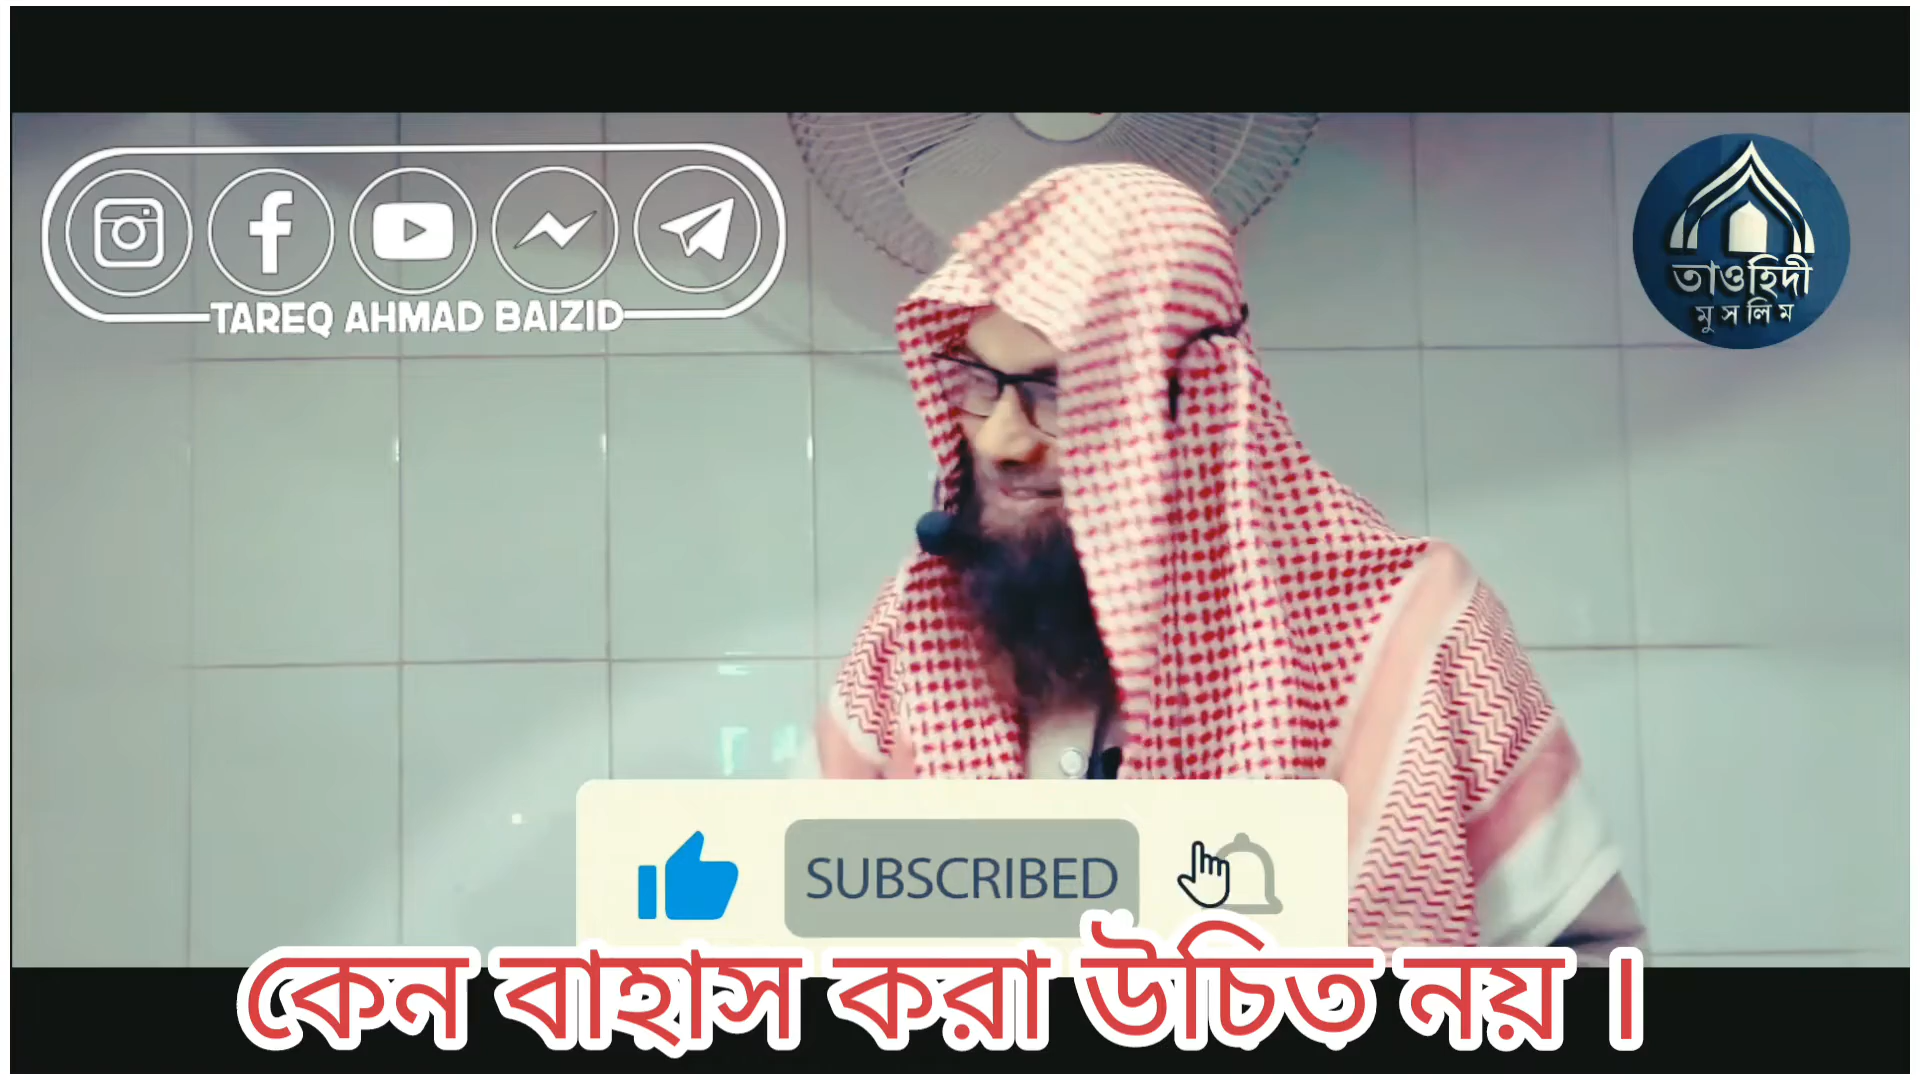 TAREQ AHMAD BAIZID
তাওহিদী
মুসলিম
SUBSCRIBED
কেন বাহাস করা উচিত নয় ।